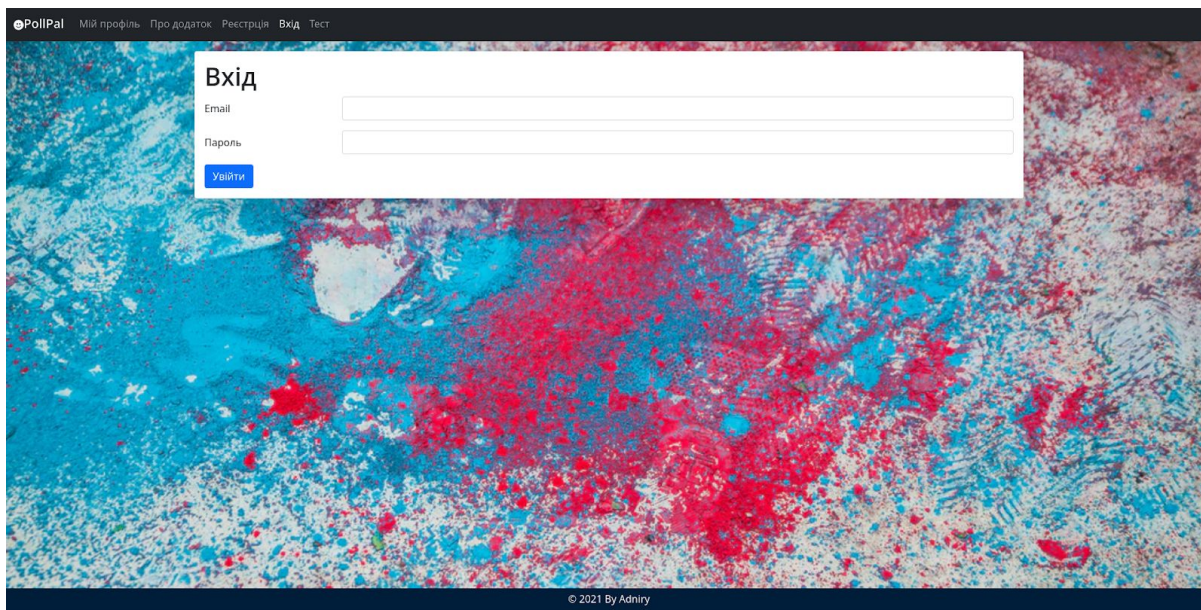 PollPal Мій профіль Про додаток Реєстрція Вхід Тест
Вхід
Email
Пароль
Увійти
© 2021 By Adniry